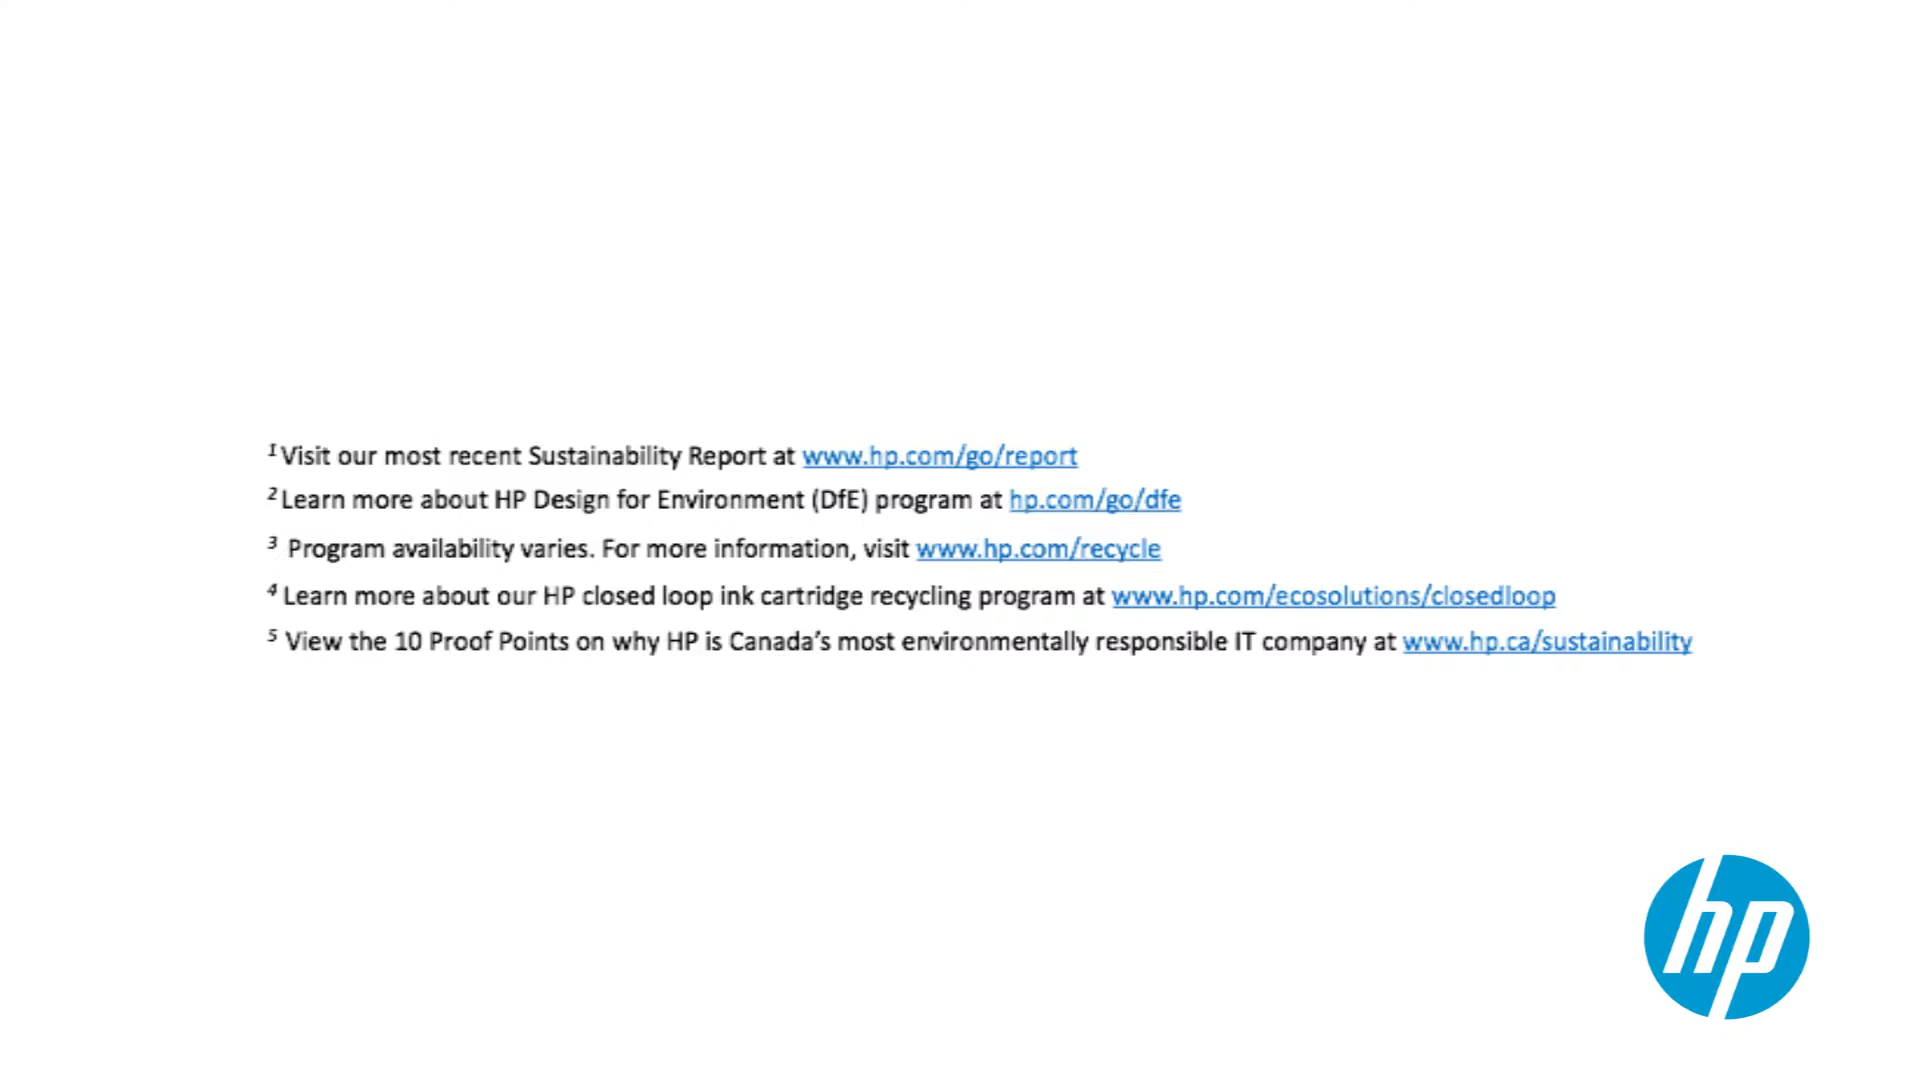 ¹ Visit our most recent Sustainability Report at www.hp.com/go/report
² Learn more about HP Design for Environment (DfE) program at hp.com/go/dfe
³ Program availability varies. For more information, visit www.hp.com/recycle
⁴ Learn more about our HP closed loop ink cartridge recycling program at www.hp.com/ecosolutions/closedloop
⁵ View the 10 Proof Points on why HP is Canada’s most environmentally responsible IT company at www.hp.ca/sustainability
hp